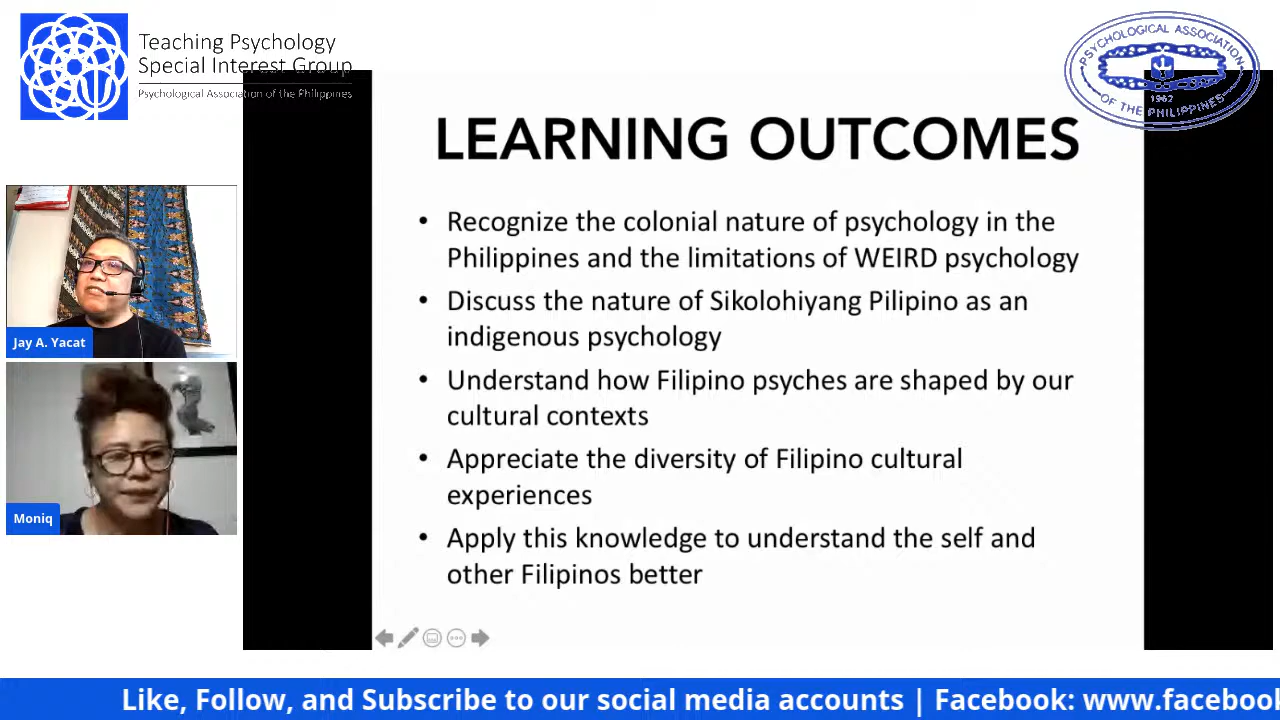 Teaching Psychology
Special Interest Group
Psychological Association of the Philippines
PSYCHOLOGICAL ASSOCIATION
1962
OF THE PHILIPPINES
LEARNING OUTCOMES
• Recognize the colonial nature of psychology in the
Philippines and the limitations of WEIRD psychology
• Discuss the nature of Sikolohiyang Pilipino as an
indigenous psychology
• Understand how Filipino psyches are shaped by our
cultural contexts
• Appreciate the diversity of Filipino cultural
experiences
• Apply this knowledge to understand the self and
other Filipinos better
Jay A. Yacat
Moniq
Like, Follow, and Subscribe to our social media accounts | Facebook: www.facebook